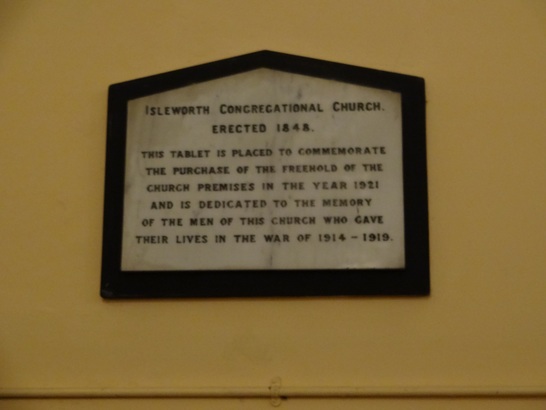 ISLEWORTH CONGREGATIONAL CHURCH.
ERECTED 1848.
THIS TABLET IS PLACED TO COMMEMORATE
THE PURCHASE OF THE FREEHOLD OF THE
CHURCH PREMISES IN THE YEAR 1921
AND IS DEDICATED TO THE MEMORY
OF THE MEN OF THIS CHURCH WHO GAVE
THEIR LIVES IN THE WAR OF 1914 - 1919.